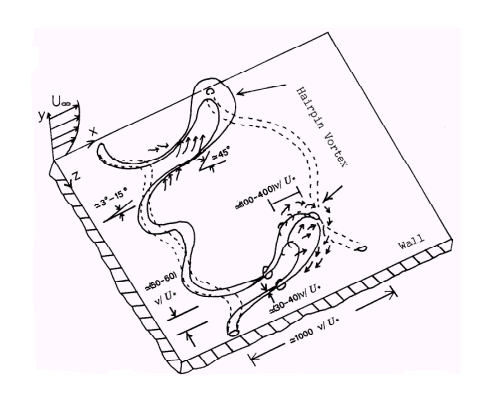 U∞
y
x
z
Hairpin Vortex
≃45°
≃3°-15°
≃(300-400)ν/U*
Wall
≃(50-60)
ν/U*
≃(30-40)ν/U*
≃1000 ν/U*